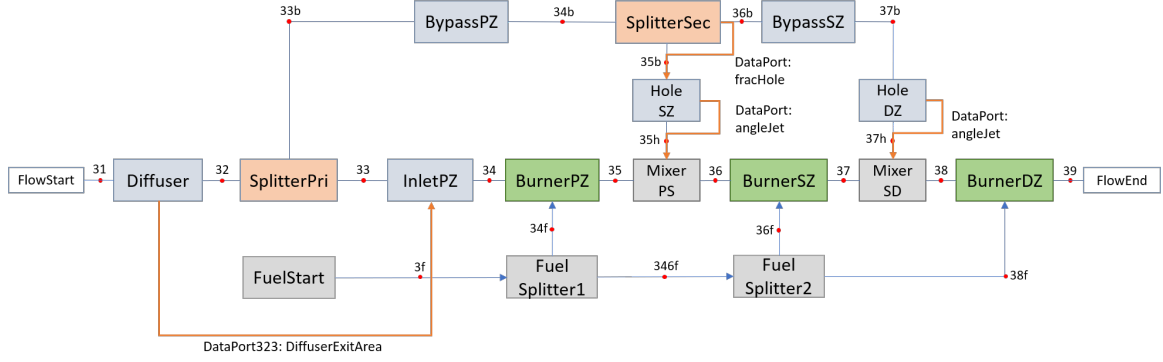 33b
BypassPZ
34b
SplitterSec
36b
BypassSZ
37b
35b
DataPort:
fracHole
Hole
SZ
DataPort:
angleJet
35h
Hole
DZ
DataPort:
angleJet
37h
FlowStart
31
Diffuser
32
SplitterPri
33
InletPZ
34
BurnerPZ
35
Mixer
PS
36
BurnerSZ
37
Mixer
SD
38
BurnerDZ
39
FlowEnd
34f
36f
FuelStart
3f
Fuel
Splitter1
346f
Fuel
Splitter2
38f
DataPort323: DiffuserExitArea